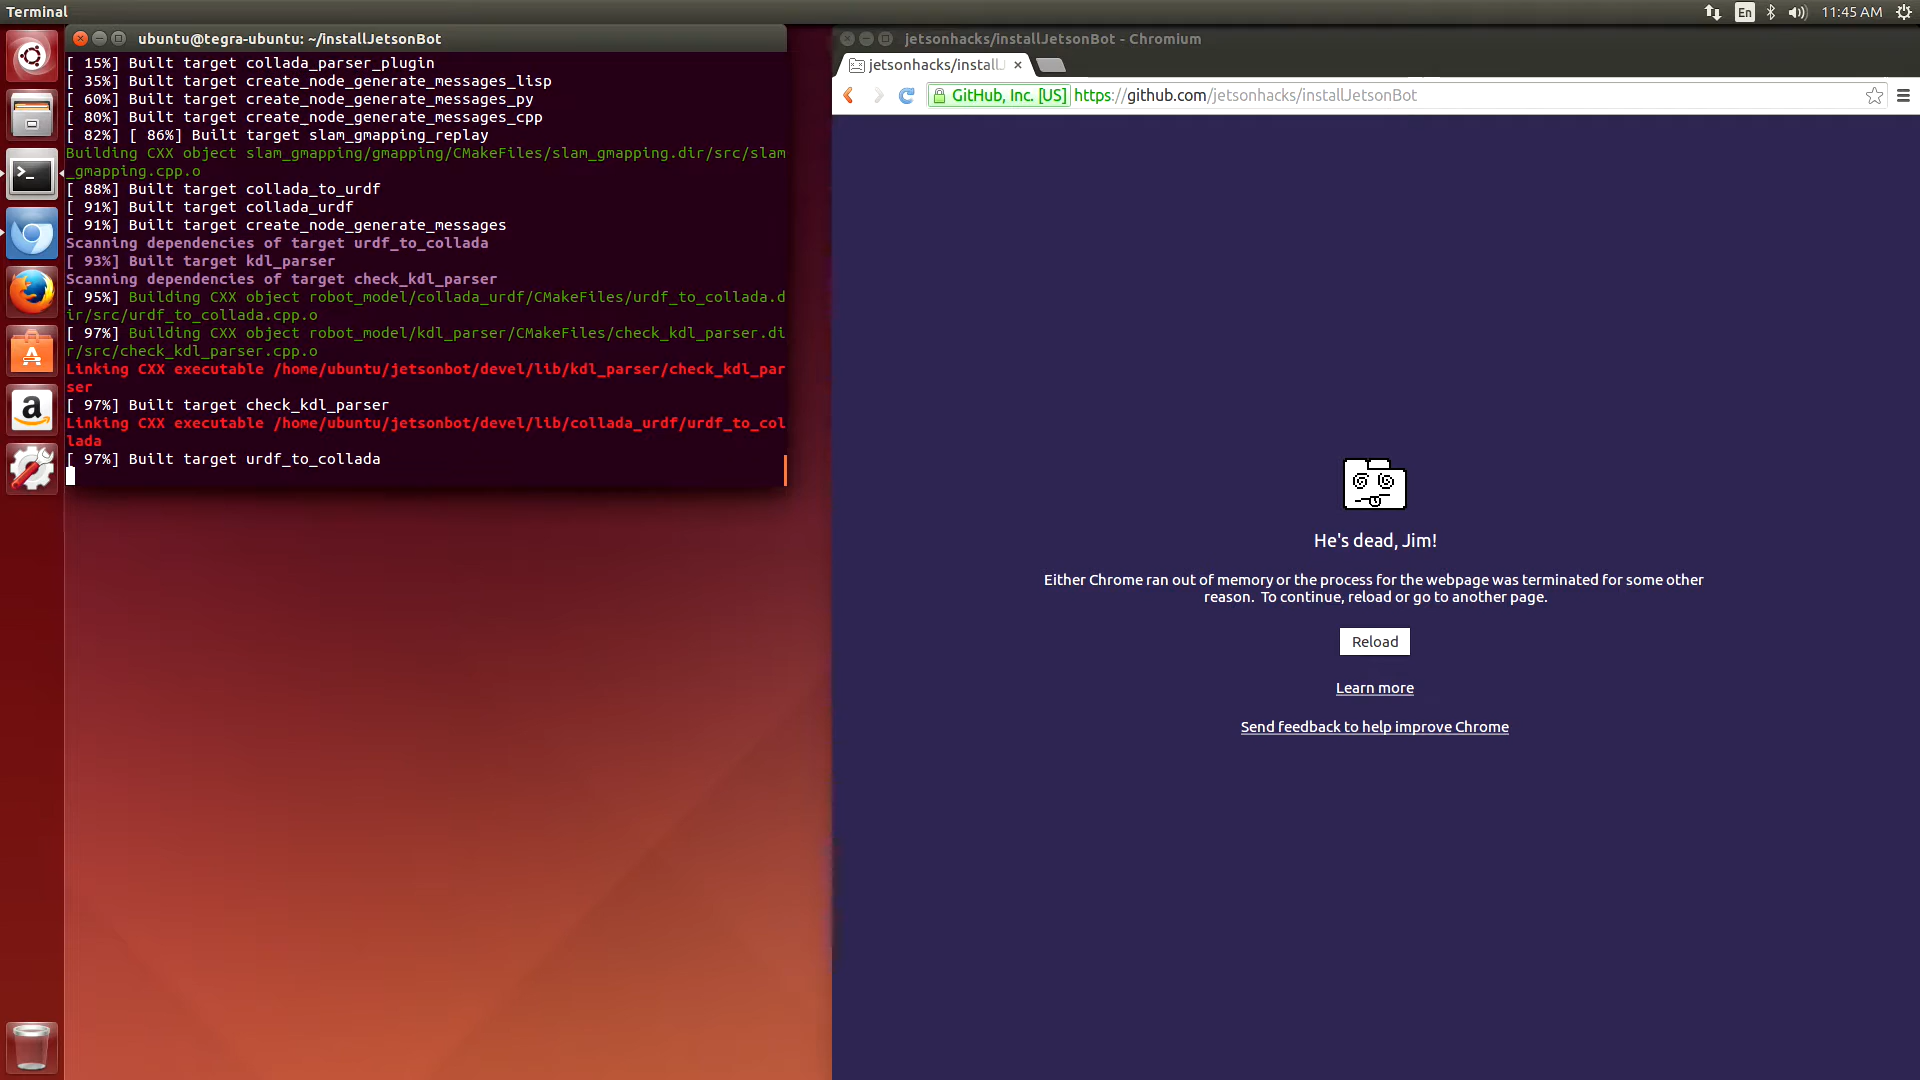 Terminal
En
11:45 AM
ubuntu@tegra-ubuntu: ~/installJetsonBot
[ 15%] Built target collada_parser_plugin
[ 35%] Built target create_node_generate_messages_lisp
[ 60%] Built target create_node_generate_messages_py
[ 80%] Built target create_node_generate_messages_cpp
[ 82%] [ 86%] Built target slam_gmapping_replay
Building CXX object slam_gmapping/gmapping/CMakeFiles/slam_gmapping.dir/src/slam
_gmapping.cpp.o
[ 88%] Built target collada_to_urdf
[ 91%] Built target collada_urdf
[ 91%] Built target create_node_generate_messages
Scanning dependencies of target urdf_to_collada
[ 93%] Built target kdl_parser
Scanning dependencies of target check_kdl_parser
[ 95%] Building CXX object robot_model/collada_urdf/CMakeFiles/urdf_to_collada.d
ir/src/urdf_to_collada.cpp.o
[ 97%] Building CXX object robot_model/kdl_parser/CMakeFiles/check_kdl_parser.di
r/src/check_kdl_parser.cpp.o
Linking CXX executable /home/ubuntu/jetsonbot/devel/lib/kdl_parser/check_kdl_par
ser
[ 97%] Built target check_kdl_parser
Linking CXX executable /home/ubuntu/jetsonbot/devel/lib/collada_urdf/urdf_to_col
lada
[ 97%] Built target urdf_to_collada
jetsonhacks/installJetsonBot - Chromium
jetsonhacks/installJ
GitHub, Inc. [US] https://github.com/jetsonhacks/installJetsonBot
He's dead, Jim!
Either Chrome ran out of memory or the process for the webpage was terminated for some other
reason. To continue, reload or go to another page.
Reload
Learn more
Send feedback to help improve Chrome